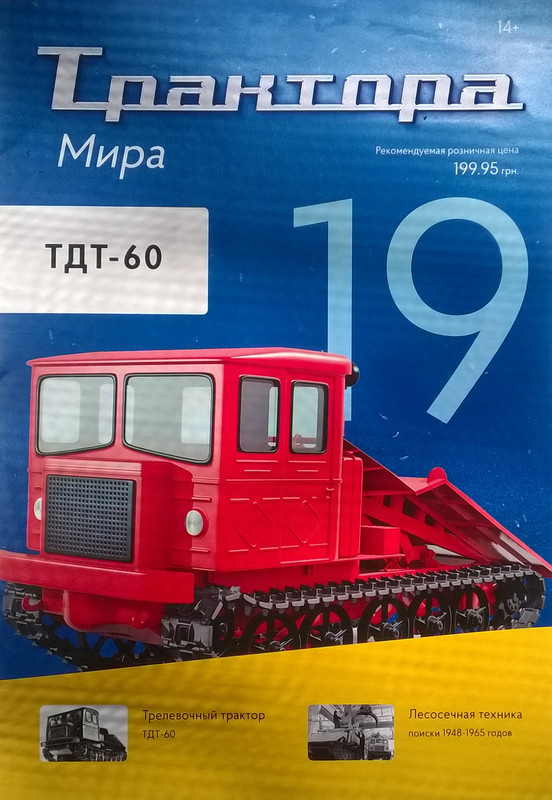 14+
Трактора
Мира
Рекомендуемая розничная цена
199.95 грн.
ТДТ-60
19
Трелевочный трактор
ТДТ-60
Лесосечная техника
поиски 1948-1965 годов